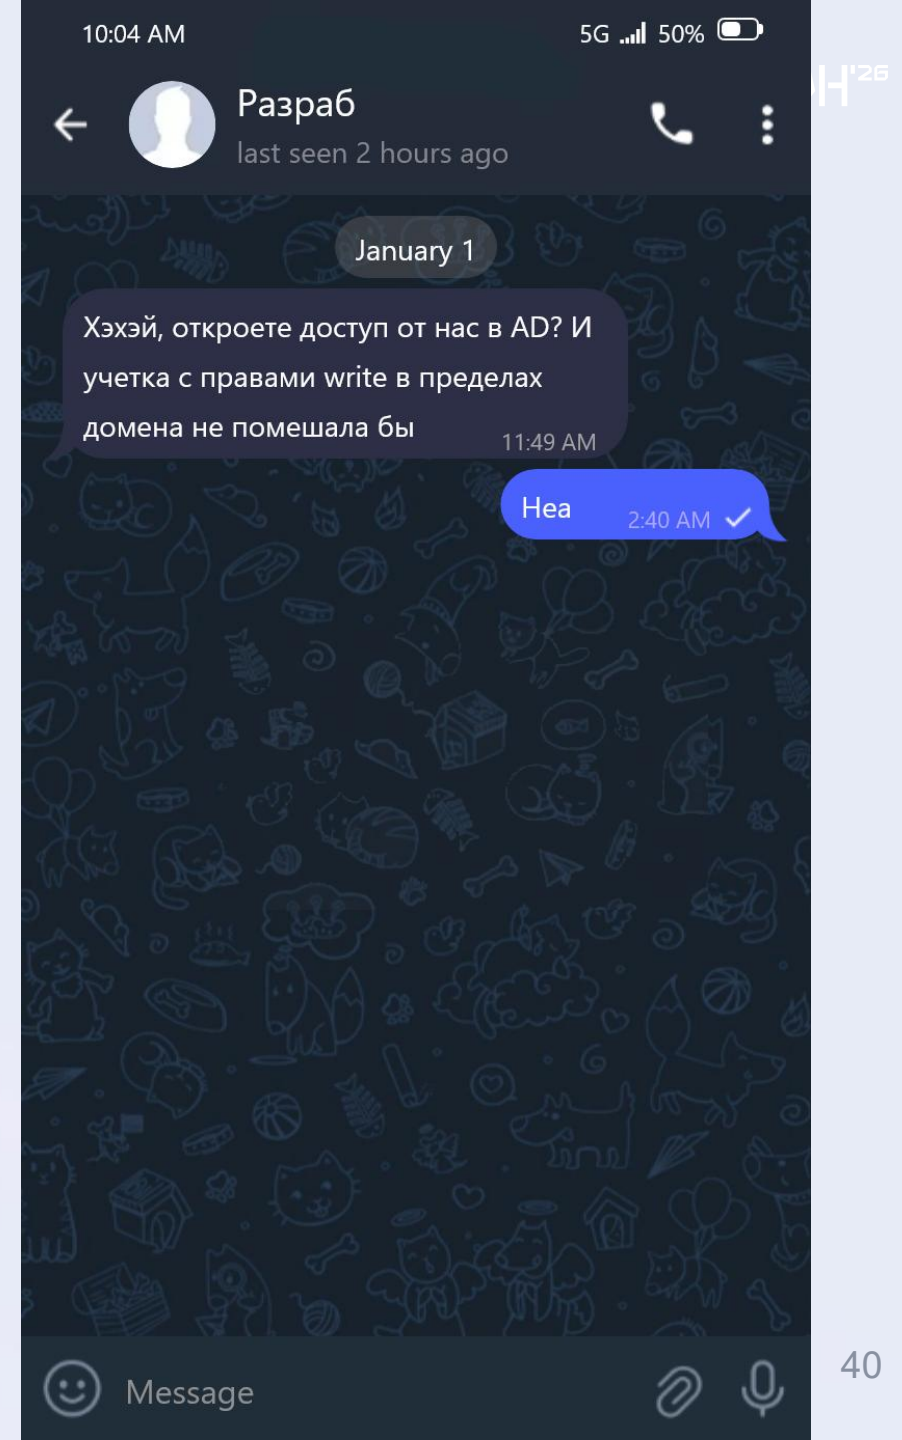 10:04 AM
5G 50%
'26
Разраб
last seen 2 hours ago
January 1
Хэхэй, откроете доступ от нас в AD? И
учетка с правами write в пределах
домена не помешала бы
11:49 AM
Неа
2:40 AM
Message
40